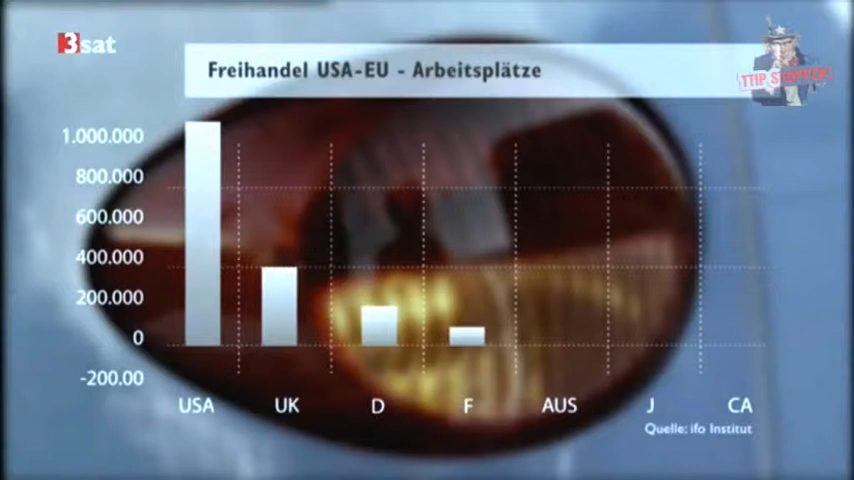 3sat
Freihandel USA-EU - Arbeitsplätze
TTIP STOPPEN!
1.000.000
800.000
600.000
400.000
200.000
0
-200.00
USA UK D F AUS J CA
Quelle: ifo Institut